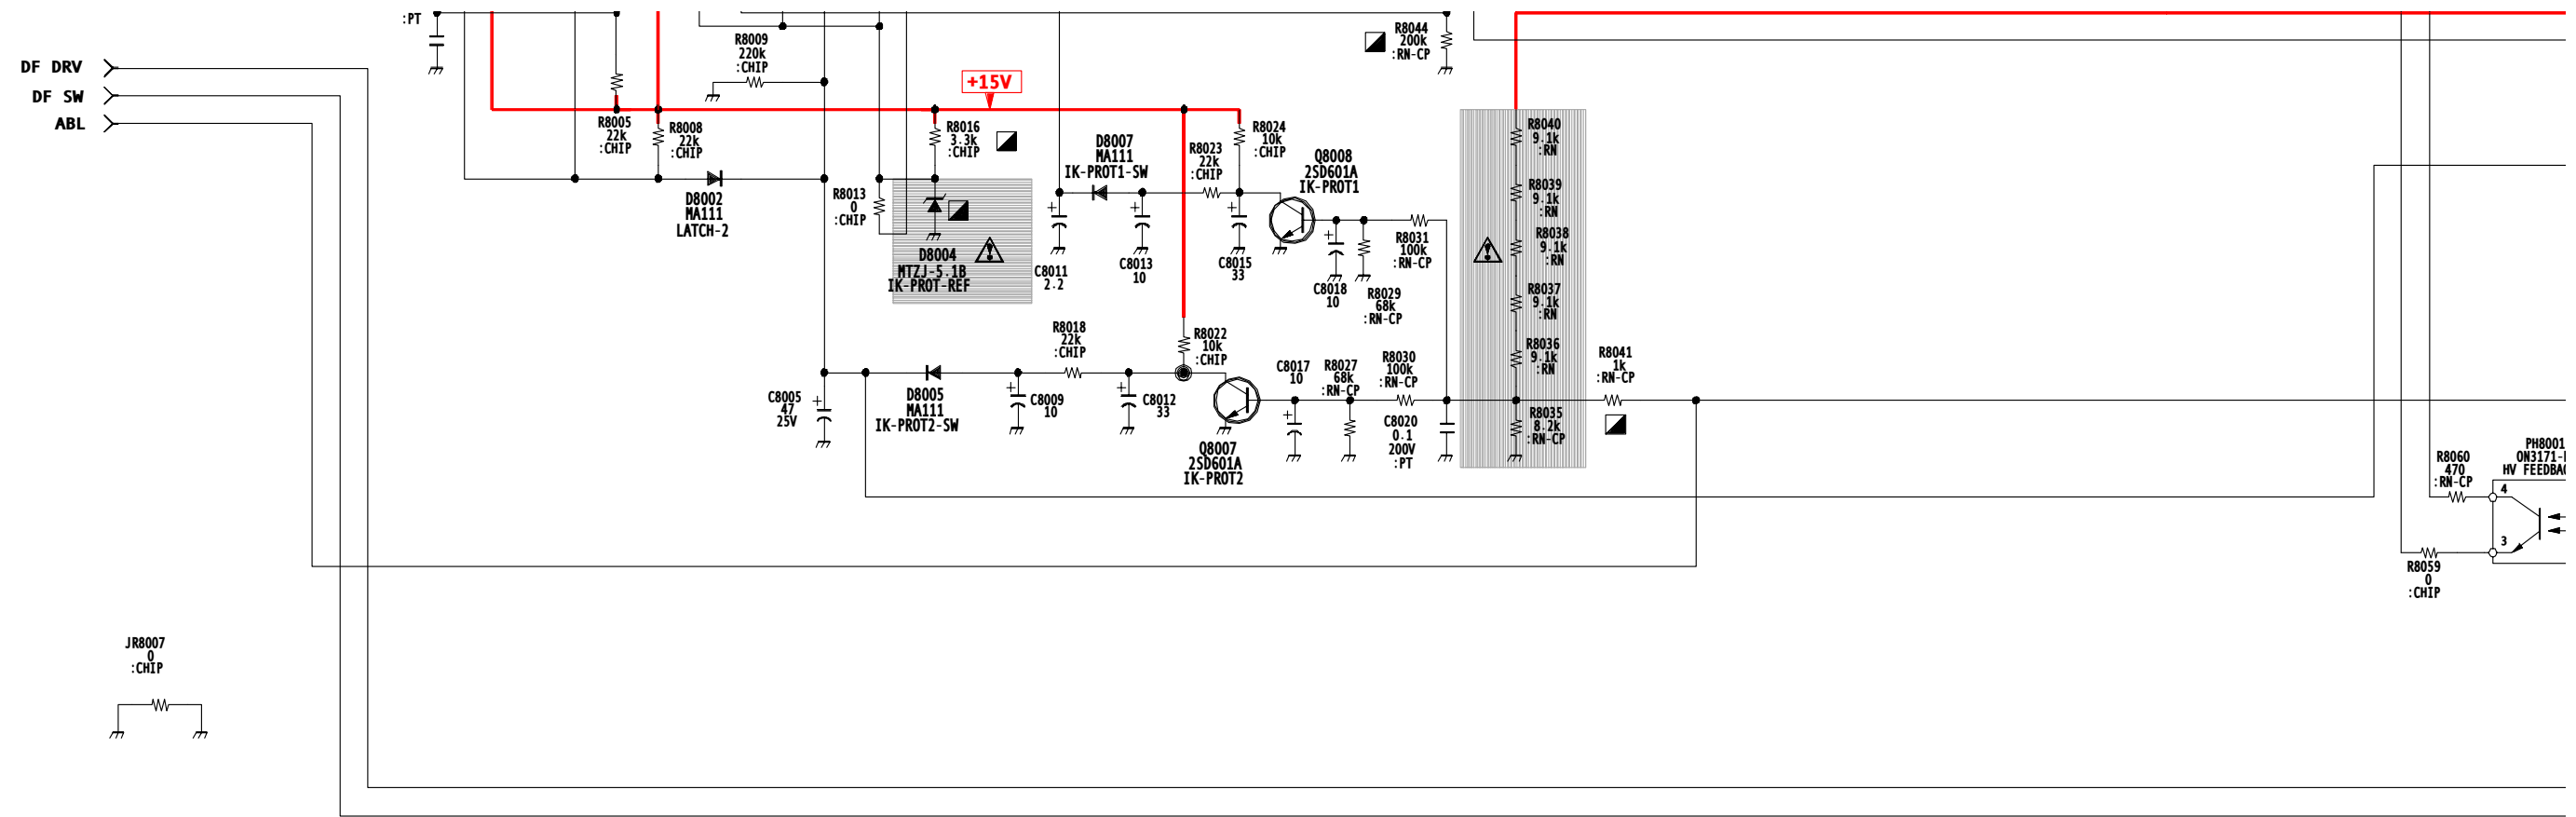 :PT
R8009
220k
:CHIP
R8044
200k
:RN-CP
DF DRV
DF SW
ABL
+15V
R8005
22k
:CHIP
R8008
22k
:CHIP
R8016
3.3k
:CHIP
D8007
MA111
IK-PROT1-SW
R8023
22k
:CHIP
R8024
10k
:CHIP
Q8008
2SD601A
IK-PROT1
R8040
9.1k
:RN
D8002
MA111
LATCH-2
R8013
0
:CHIP
R8039
9.1k
:RN
D8004
MTZJ-5.1B
IK-PROT-REF
C8011
2.2
C8013
10
C8015
33
C8018
10
R8029
68k
:RN-CP
R8031
100k
:RN-CP
R8038
9.1k
:RN
R8037
9.1k
:RN
R8018
22k
:CHIP
R8022
10k
:CHIP
R8036
9.1k
:RN
C8005
47
25V
D8005
MA111
IK-PROT2-SW
C8009
10
C8012
33
C8017
10
R8027
68k
:RN-CP
R8030
100k
:RN-CP
R8041
1k
:RN-CP
C8020
0.1
200V
:PT
R8035
8.2k
:RN-CP
Q8007
2SD601A
IK-PROT2
R8060
470
:RN-CP
PH8001
ON3171-
HV FEEDBA
4
3
R8059
0
:CHIP
JR8007
0
:CHIP